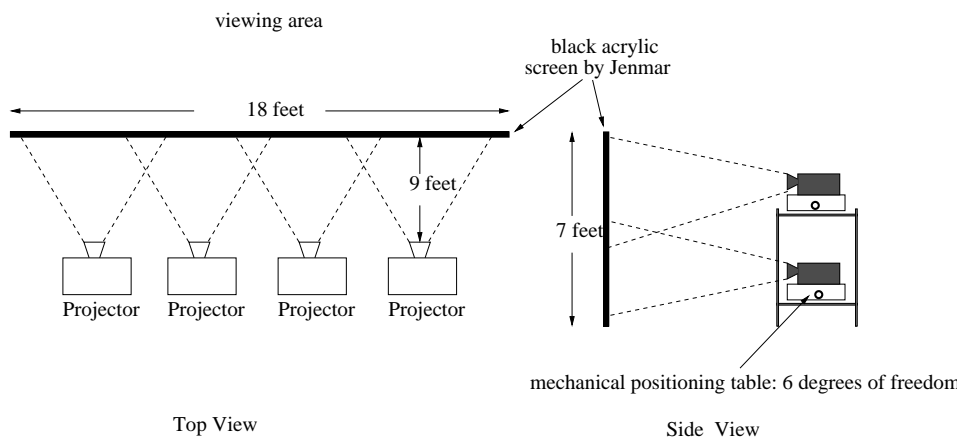 viewing area
black acrylic
screen by Jenmar
18 feet
9 feet
7 feet
Projector
Projector
Projector
Projector
mechanical positioning table: 6 degrees of freedom
Top View
Side View